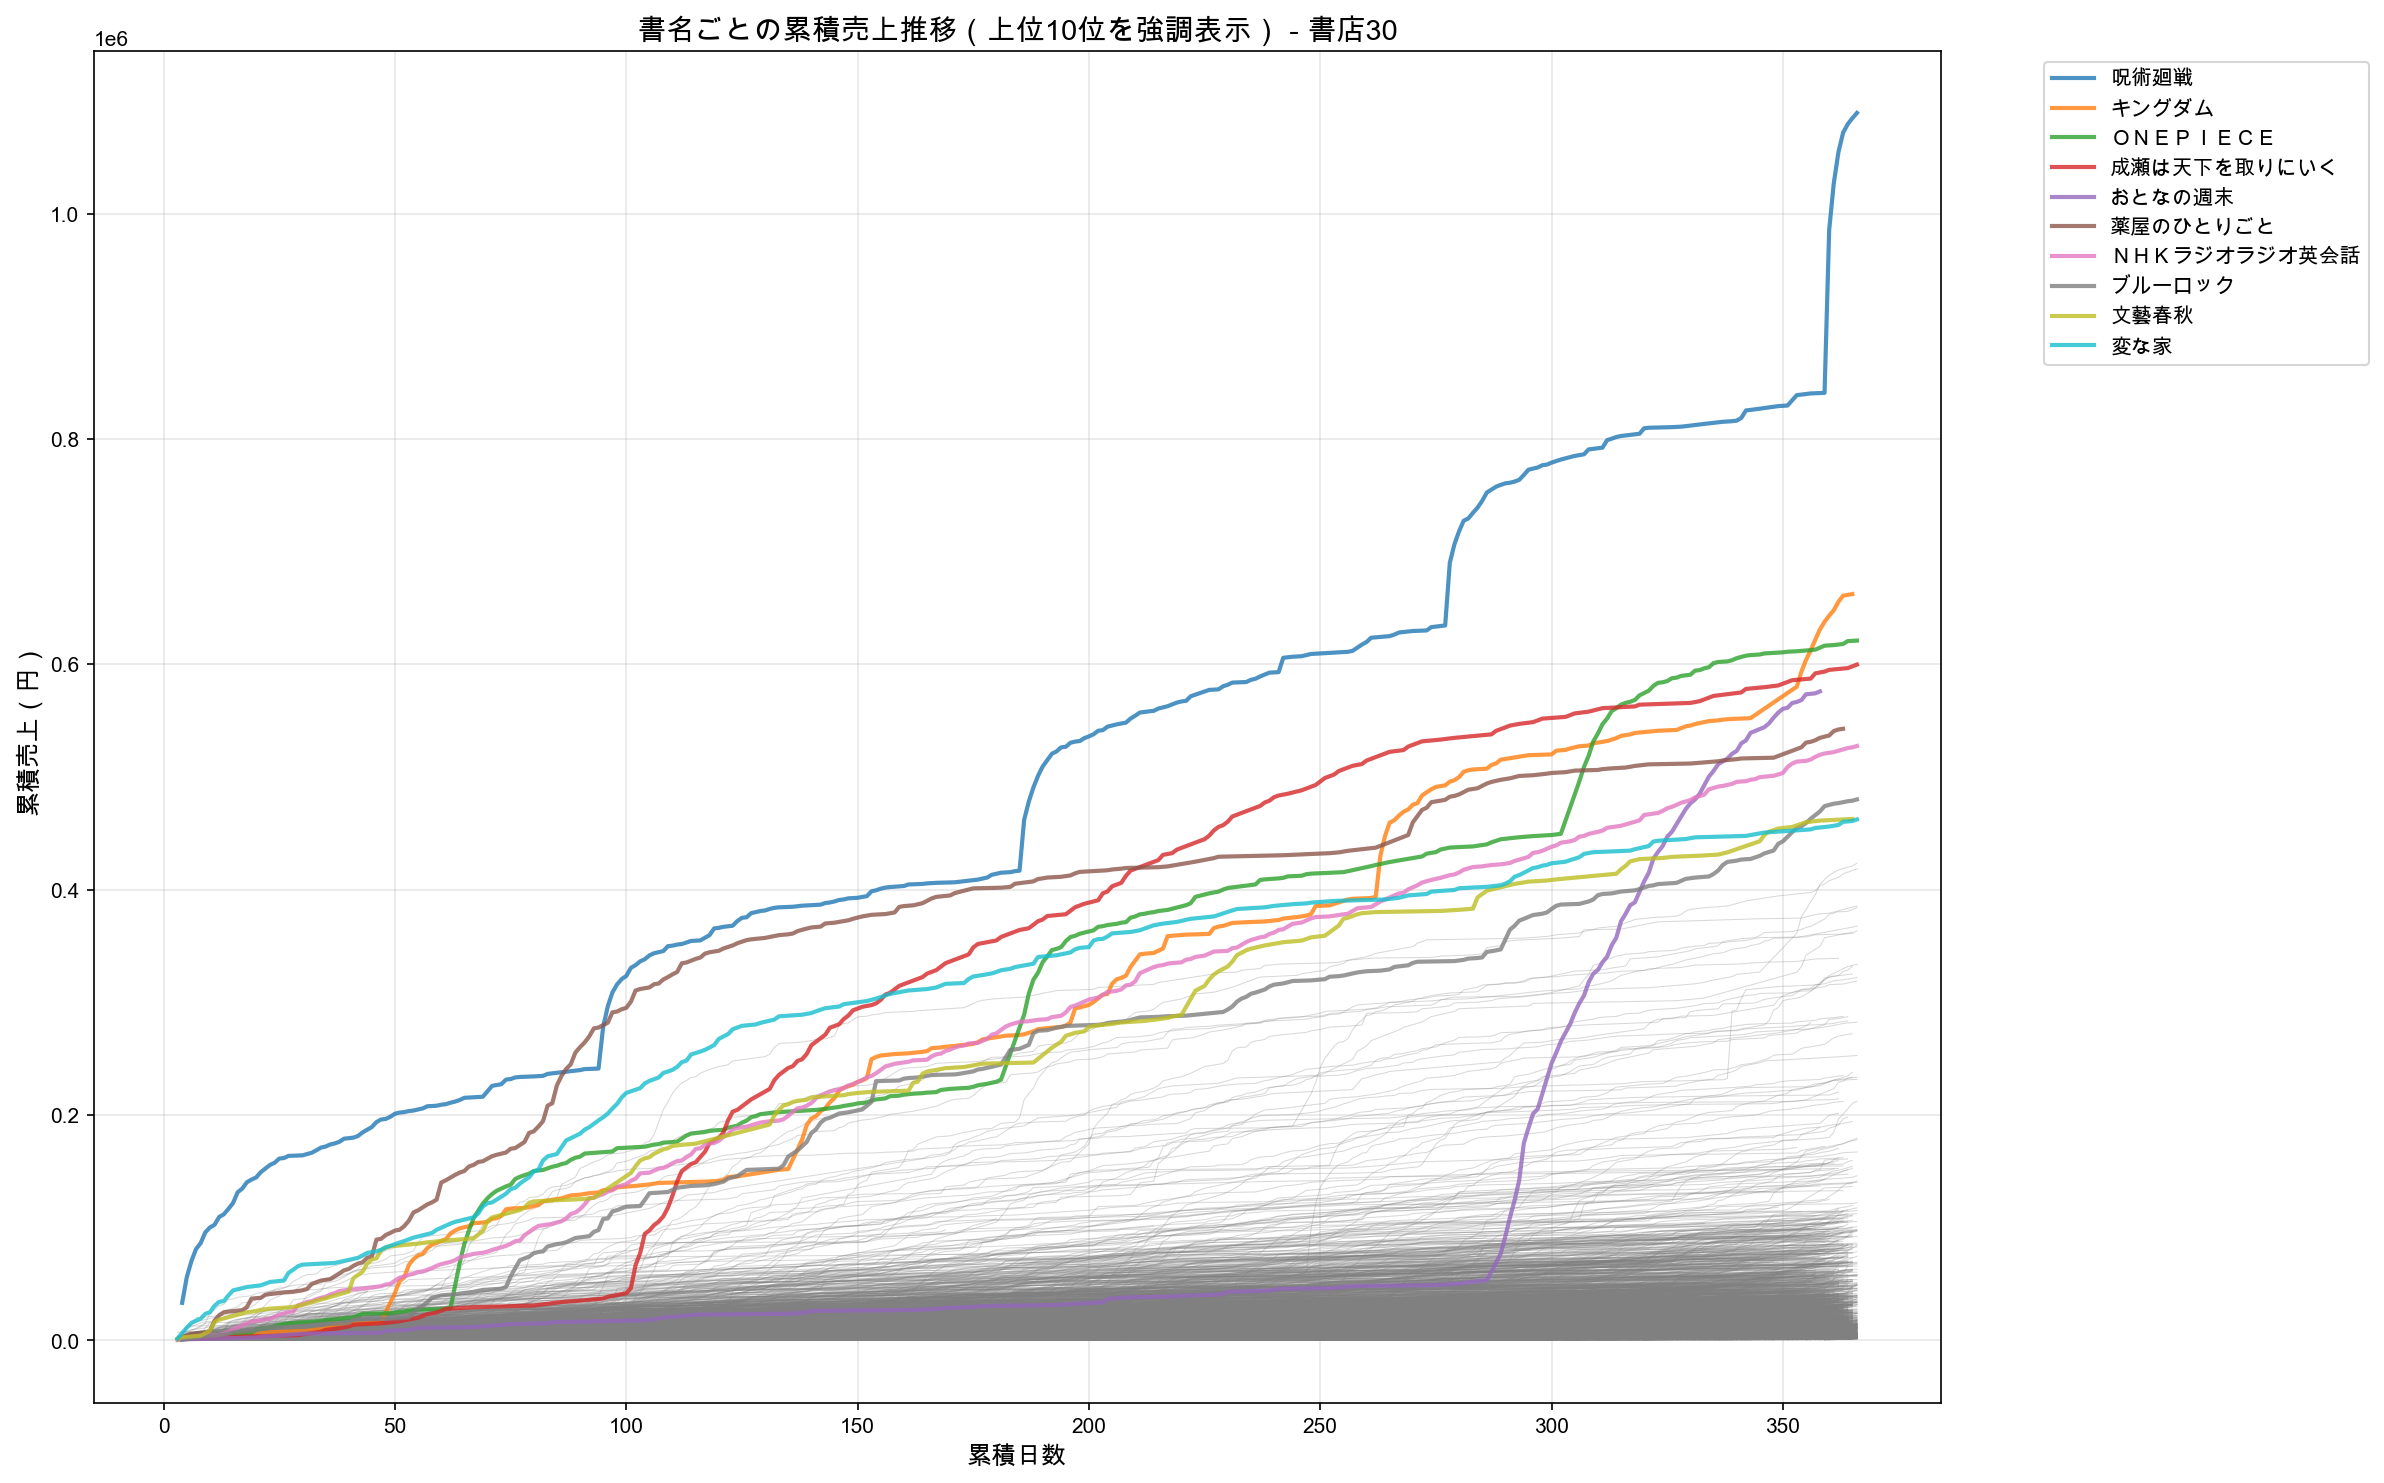 書名ごとの累積売上推移（上位10位を強調表示） - 書店30
1e6
1.0
0.8
0.6
0.4
0.2
0.0
累積売上（円）
0 50 100 150 200 250 300 350
累積日数
呪術廻戦
キングダム
ＯＮＥＰＩＥＣＥ
成瀬は天下を取りにいく
おとなの週末
薬屋のひとりごと
ＮＨＫラジオラジオ英会話
ブルーロック
文藝春秋
変な家